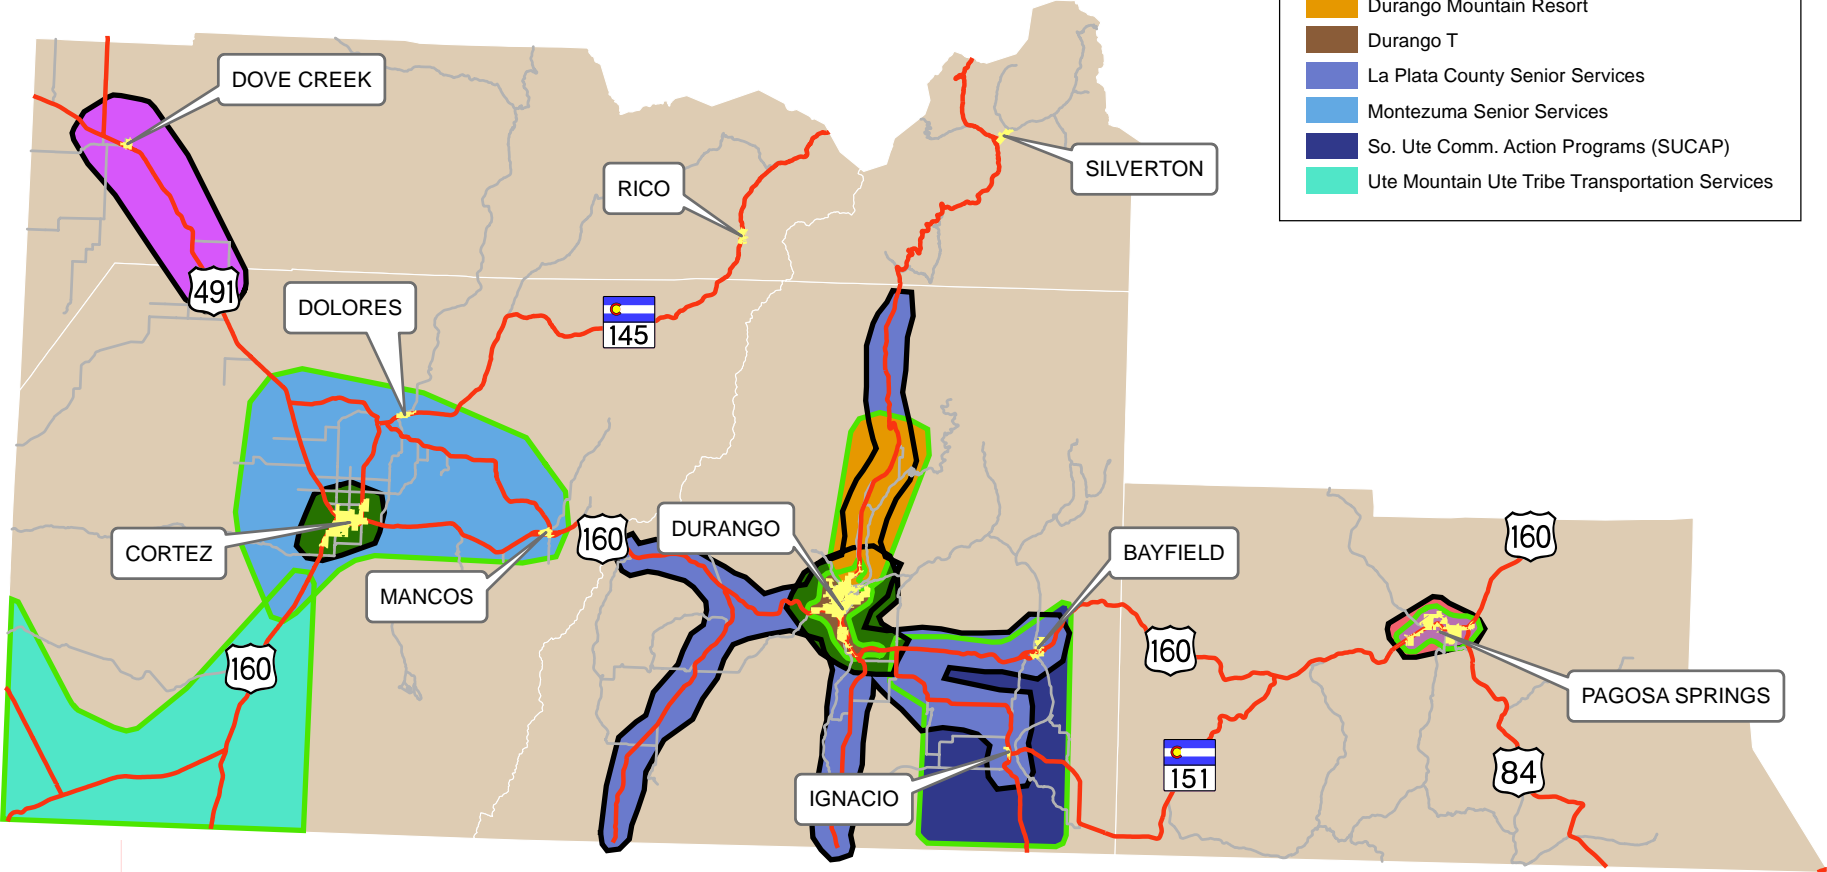 Durango Mountain Resort
Durango T
La Plata County Senior Services
Montezuma Senior Services
So. Ute Comm. Action Programs (SUCAP)
Ute Mountain Ute Tribe Transportation Services
DOVE CREEK
SILVERTON
RICO
491
DOLORES
145
CORTEZ
160
DURANGO
160
BAYFIELD
MANCOS
160
160
PAGOSA SPRINGS
151
84
IGNACIO